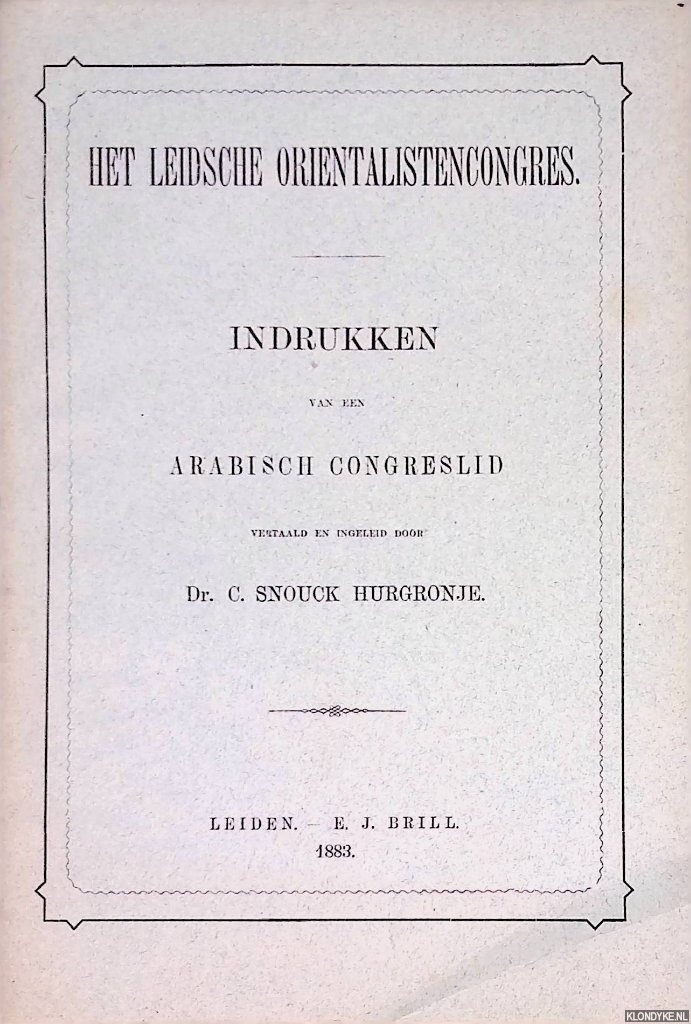 HET LEIDSCHE ORIENTALISTENCONGRES.
INDRUKKEN
VAN EEN
ARABISCH CONGRESLID
VERTAALD EN INGELEID DOOR
Dr. C. SNOUCK HURGRONJE.
LEIDEN. – E. J. BRILL.
1883.
KLONDYKE.NL